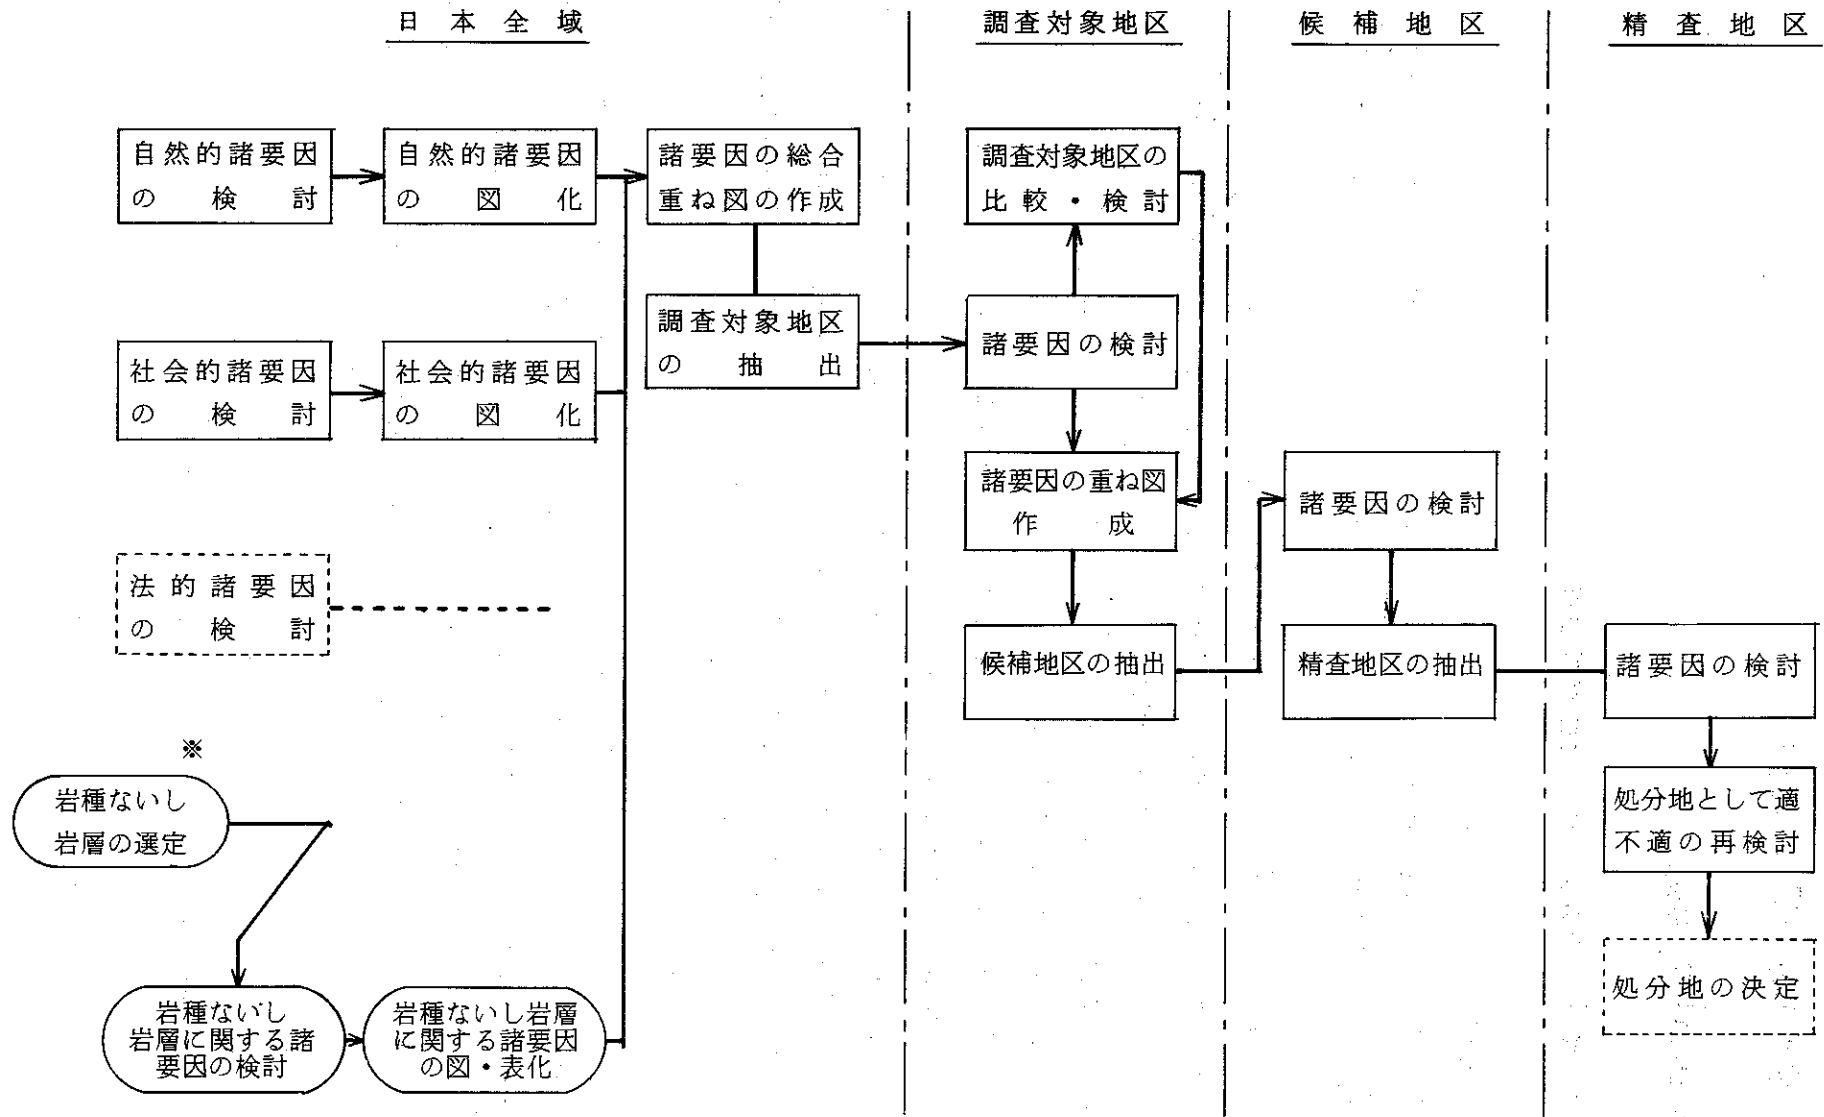 日本全域
調査対象地区
候補地区
精査地区
自然的諸要因
の検討
自然的諸要因
の図化
諸要因の総合
重ね図の作成
調査対象地区の
比較・検討
調査対象地区
の抽出
諸要因の検討
社会的諸要因
の検討
社会的諸要因
の図化
諸要因の重ね図
作成
諸要因の検討
法的諸要因
の検討
候補地区の抽出
精査地区の抽出
諸要因の検討
※
岩種ないし
岩層の選定
処分地として適
不適の再検討
処分地の決定
岩種ないし
岩層に関する諸
要因の検討
岩種ないし岩層
に関する諸要因
の図・表化